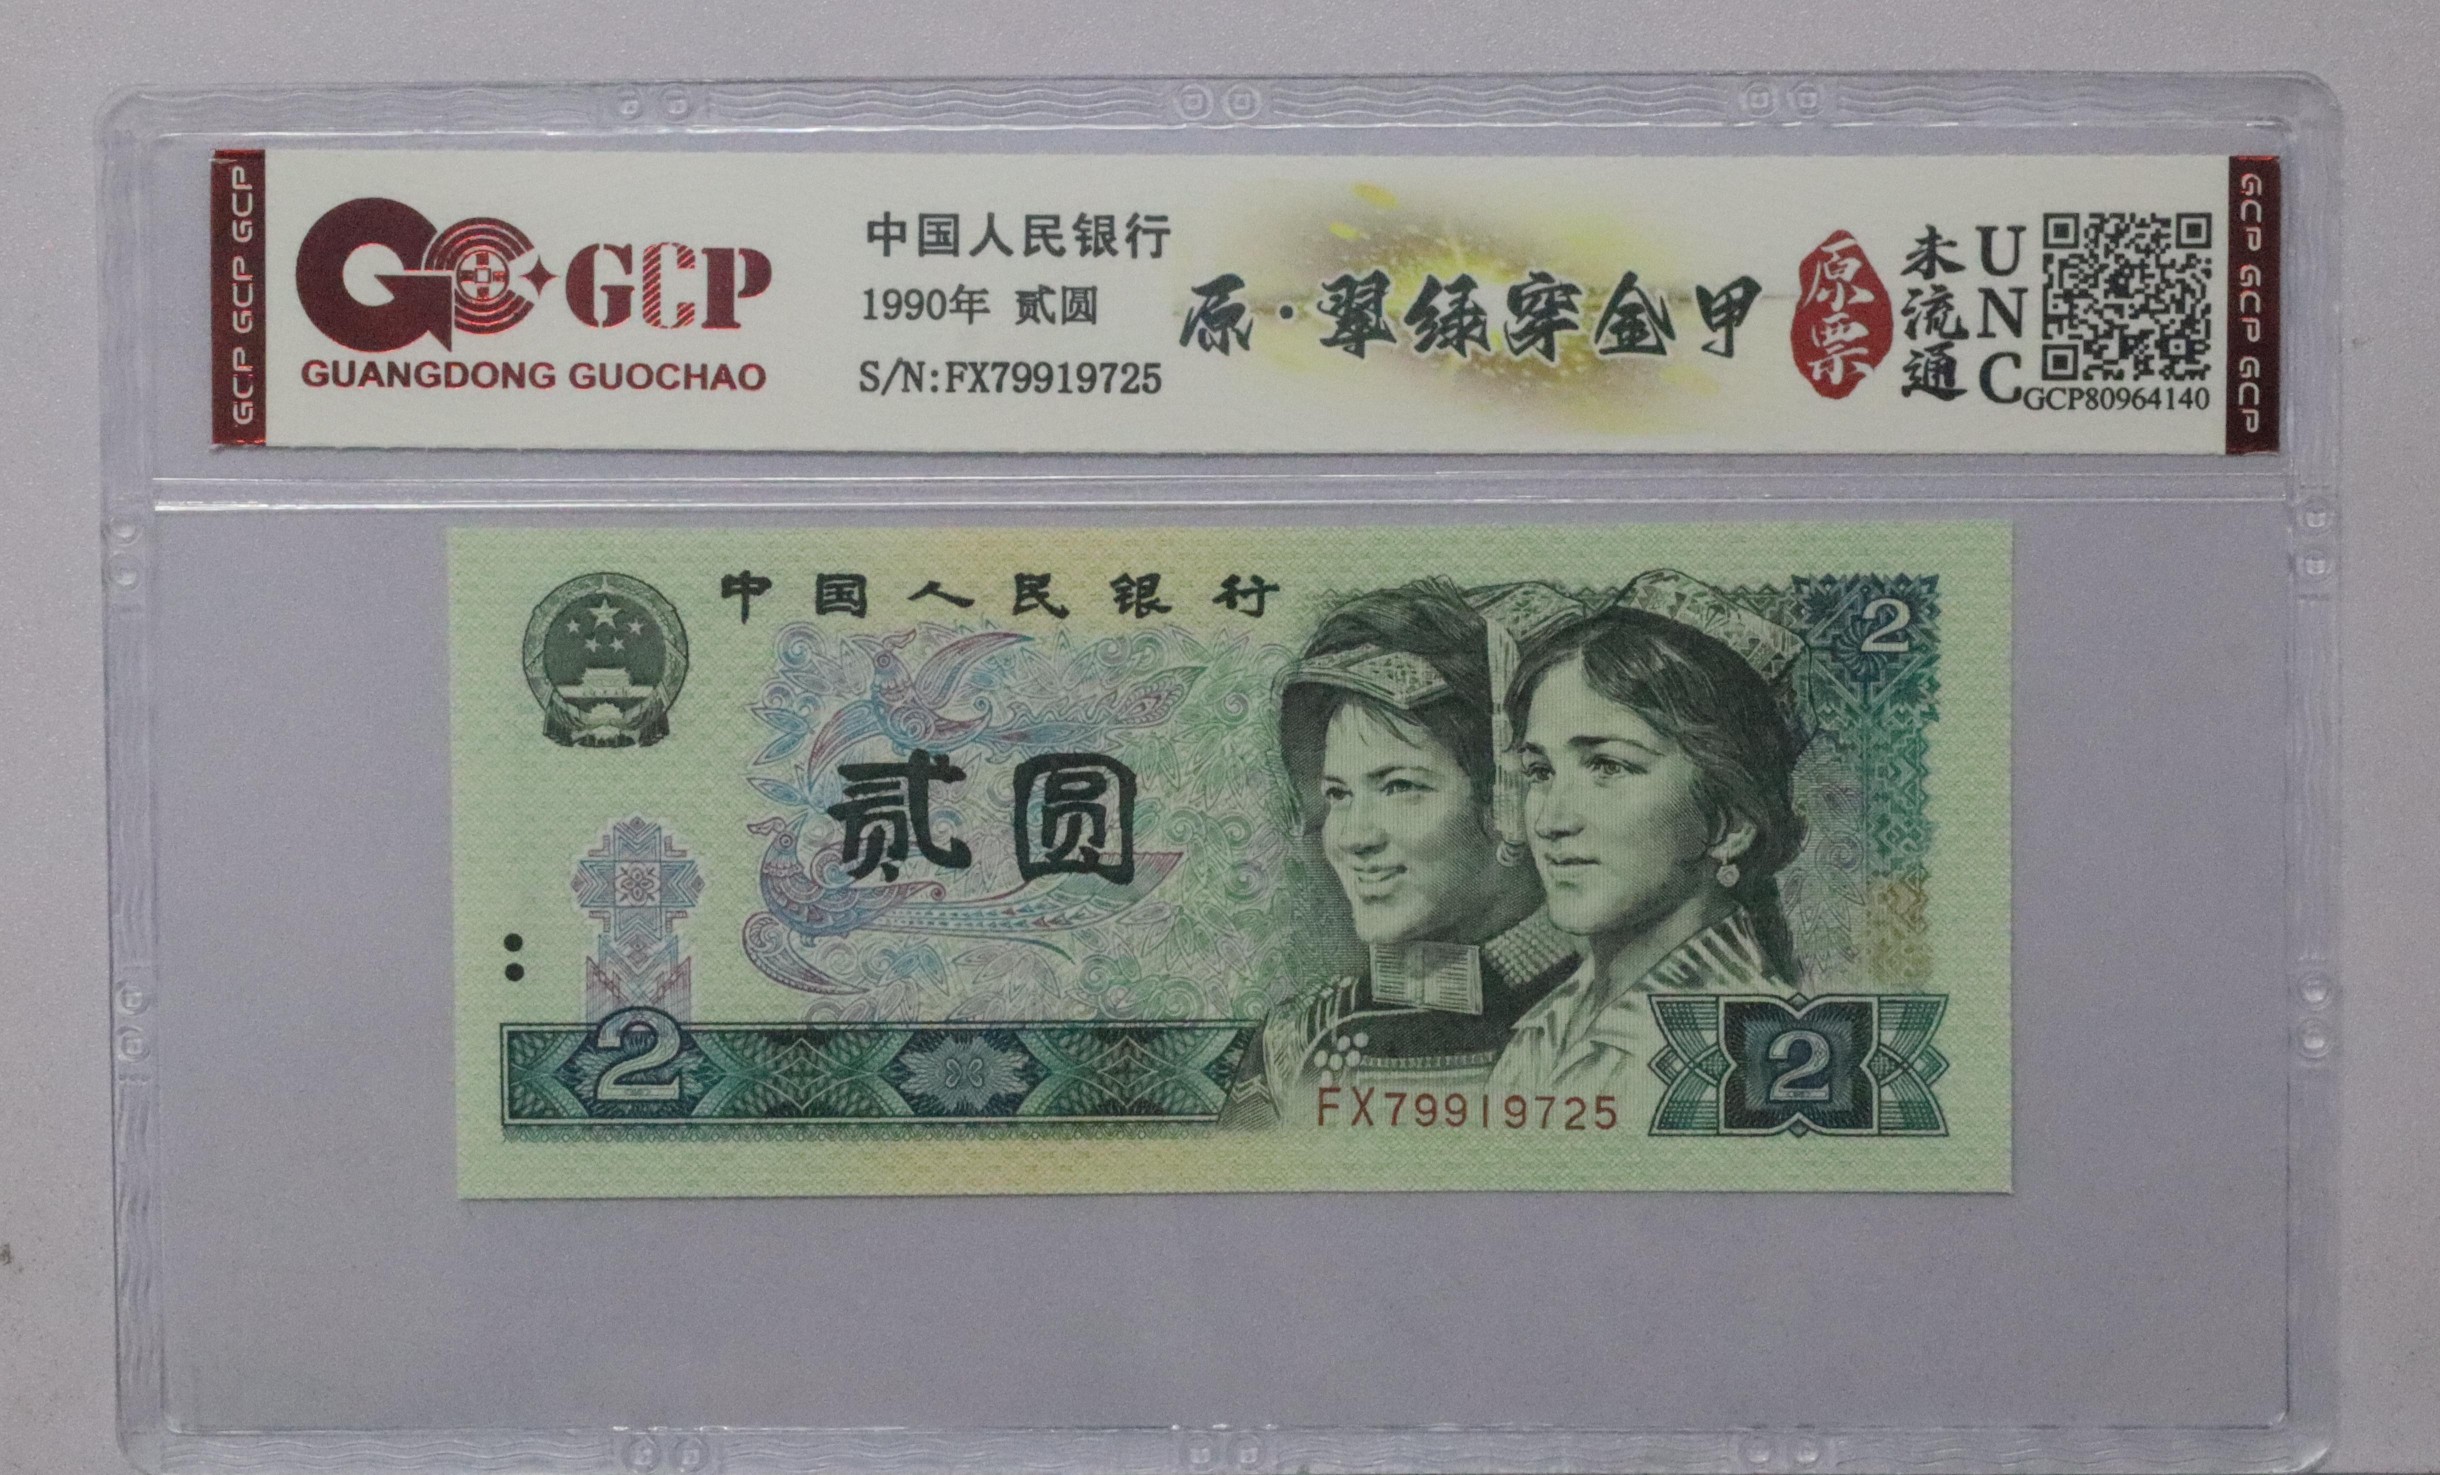 GCP GCP GCP
GCP
GUANGDONG GUOCHAO
中国人民银行
1990年 贰圆
S/N:FX79919725
原·翠绿穿金甲
原票
未流通
UNC
GCP80964140
GCP GCP GCP
中国人民银行
2
贰圆
2
2
FX79919725